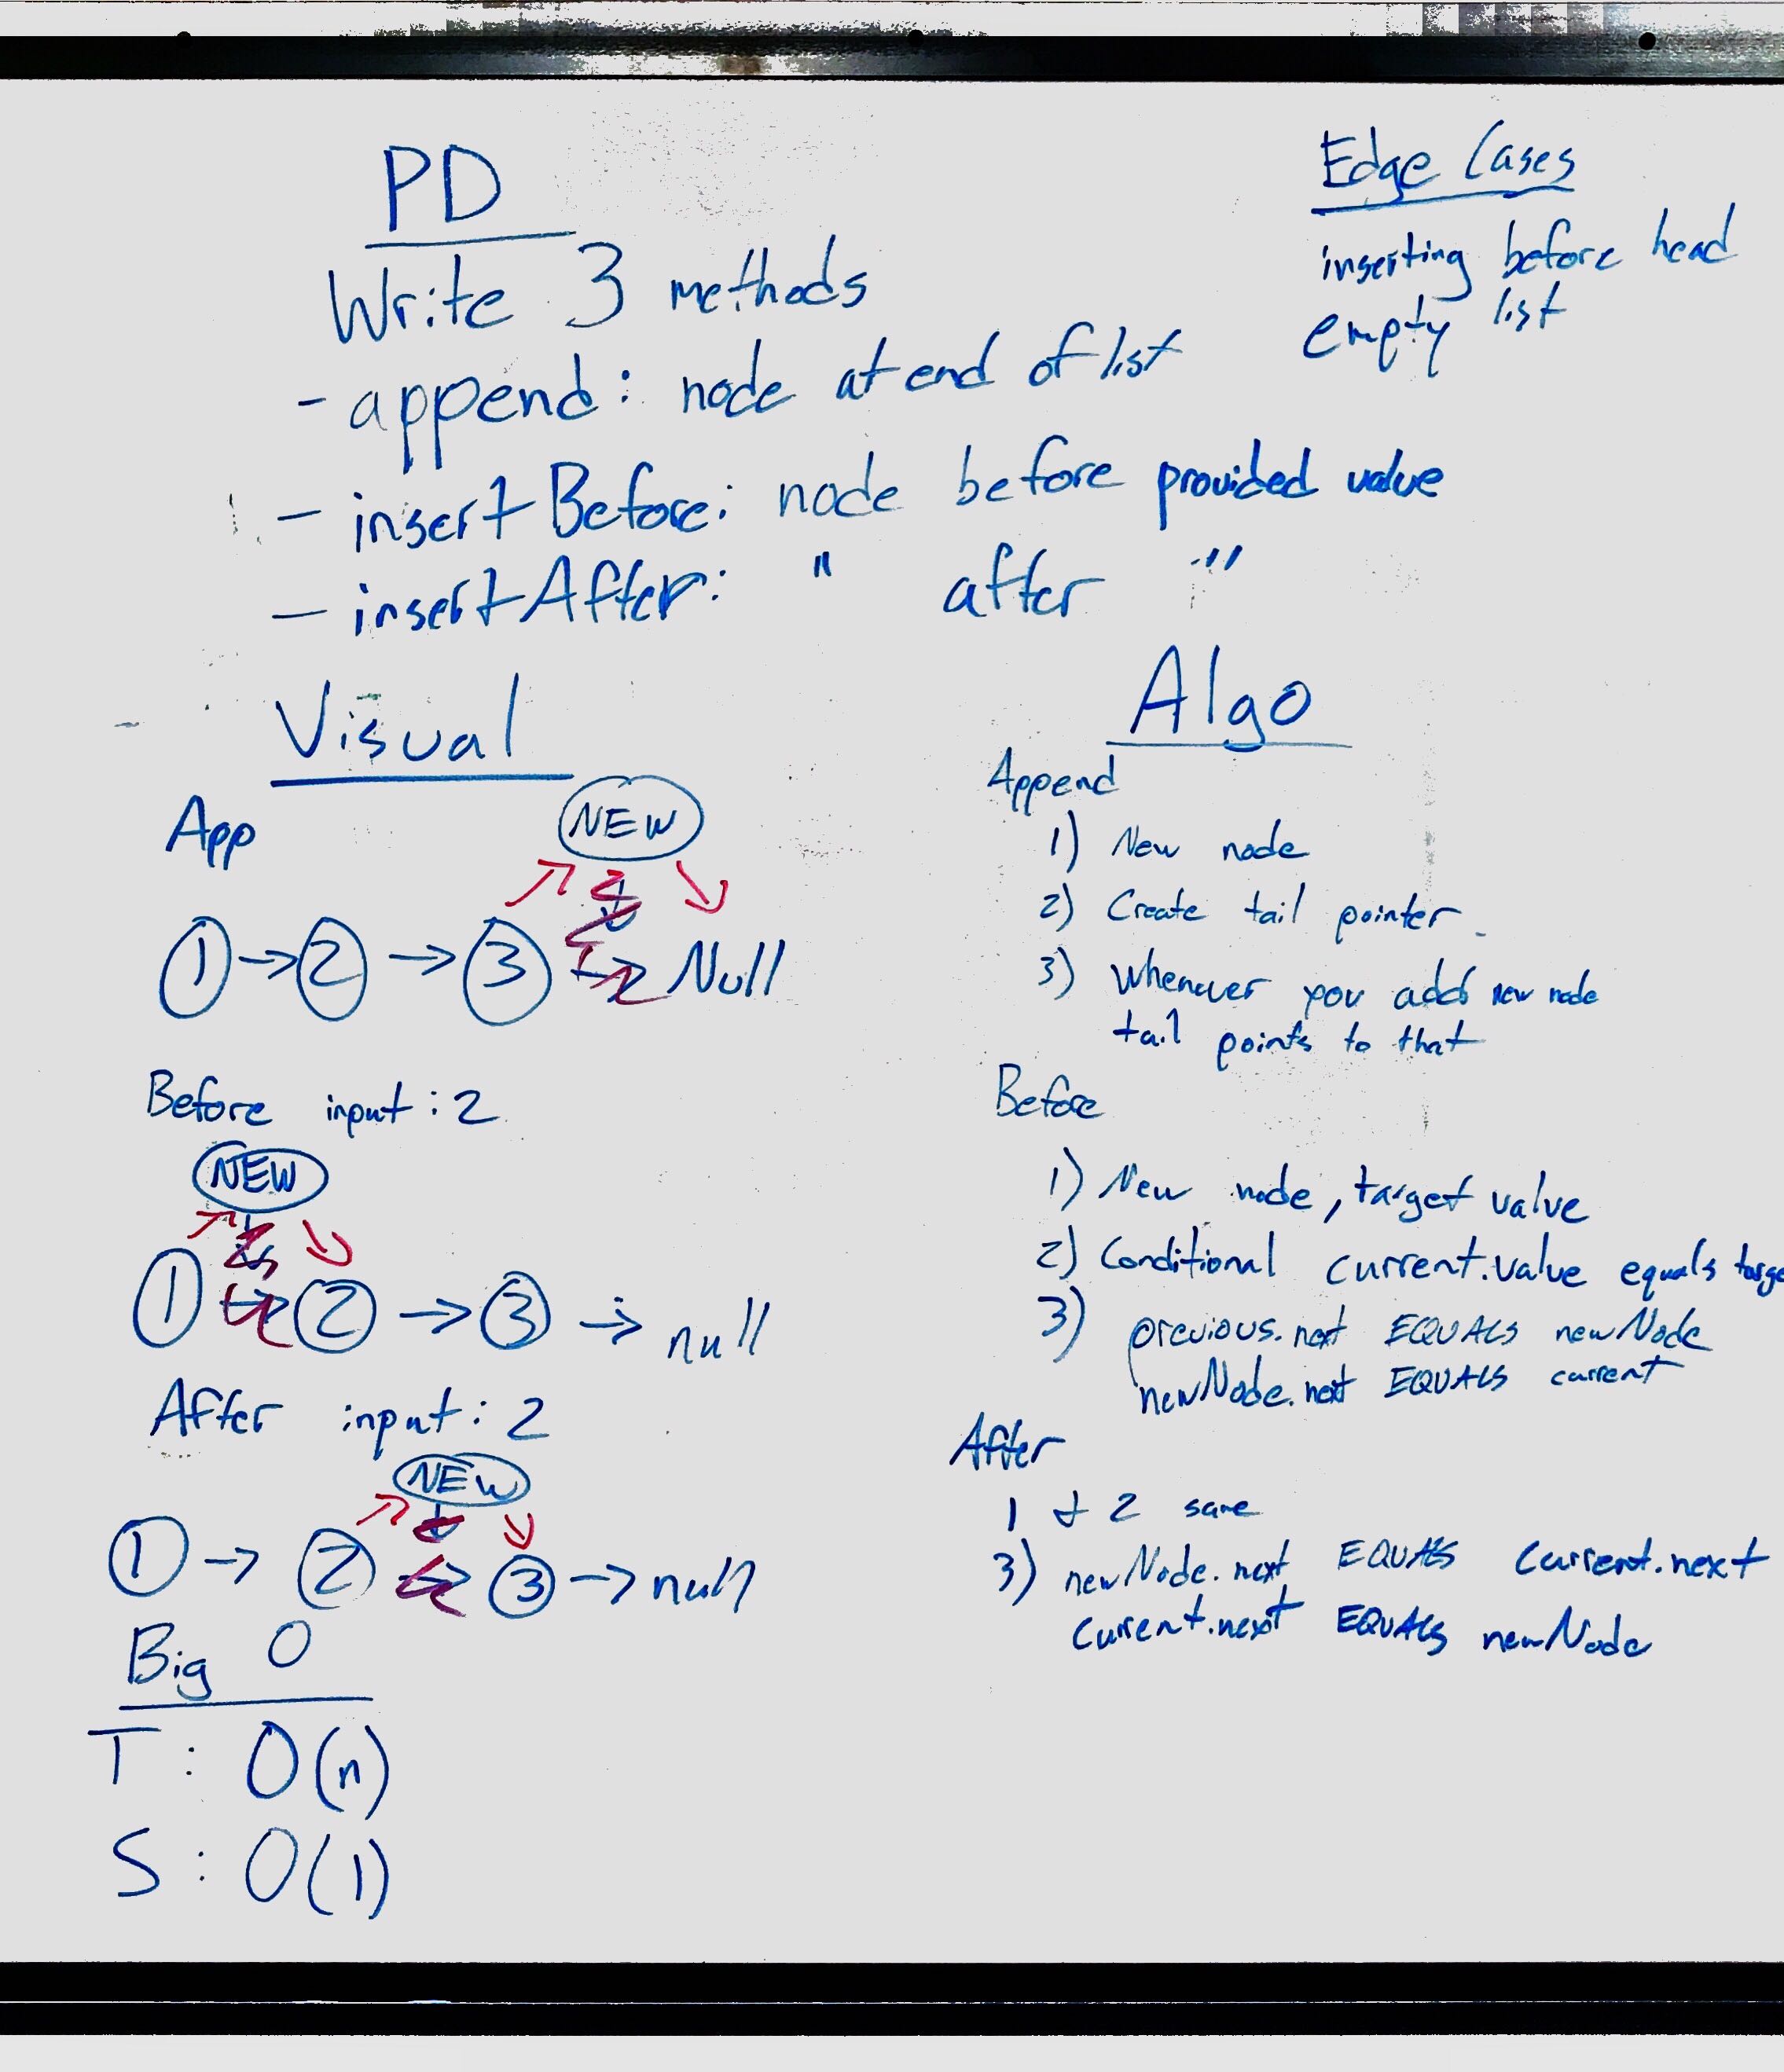 PD
Write 3 methods
- append: node at end of list
- insertBefore: node before provided value
- insertAfter: " after "
Edge Cases
inserting before head
empty list
Visual
App
NEW
1 → 2 → 3 → Null
Before input: 2
NEW
1 → 2 → 3 → null
After input: 2
NEW
1 → 2 → 3 → null
Big O
T: O(n)
S: O(1)
Algo
Append
1) New node
2) Create tail pointer
3) Whenever you add new node
tail points to that
Before
1) New node, target value
2) Conditional current.value equals targe
3) previous.next EQUALS newNode
newNode.next EQUALS current
After
1 + 2 same
3) newNode.next EQUALS current.next
current.next EQUALS newNode